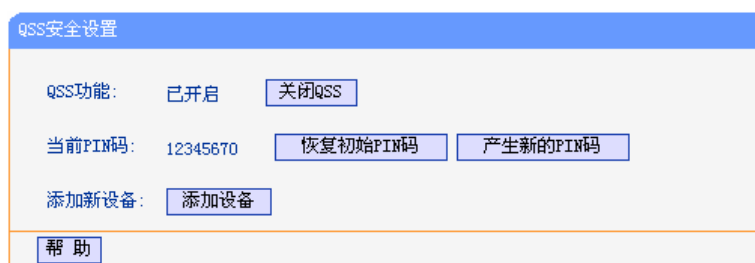 QSS安全设置
QSS功能: 已开启 关闭QSS
当前PIN码: 12345670 恢复初始PIN码 产生新的PIN码
添加新设备: 添加设备
帮 助